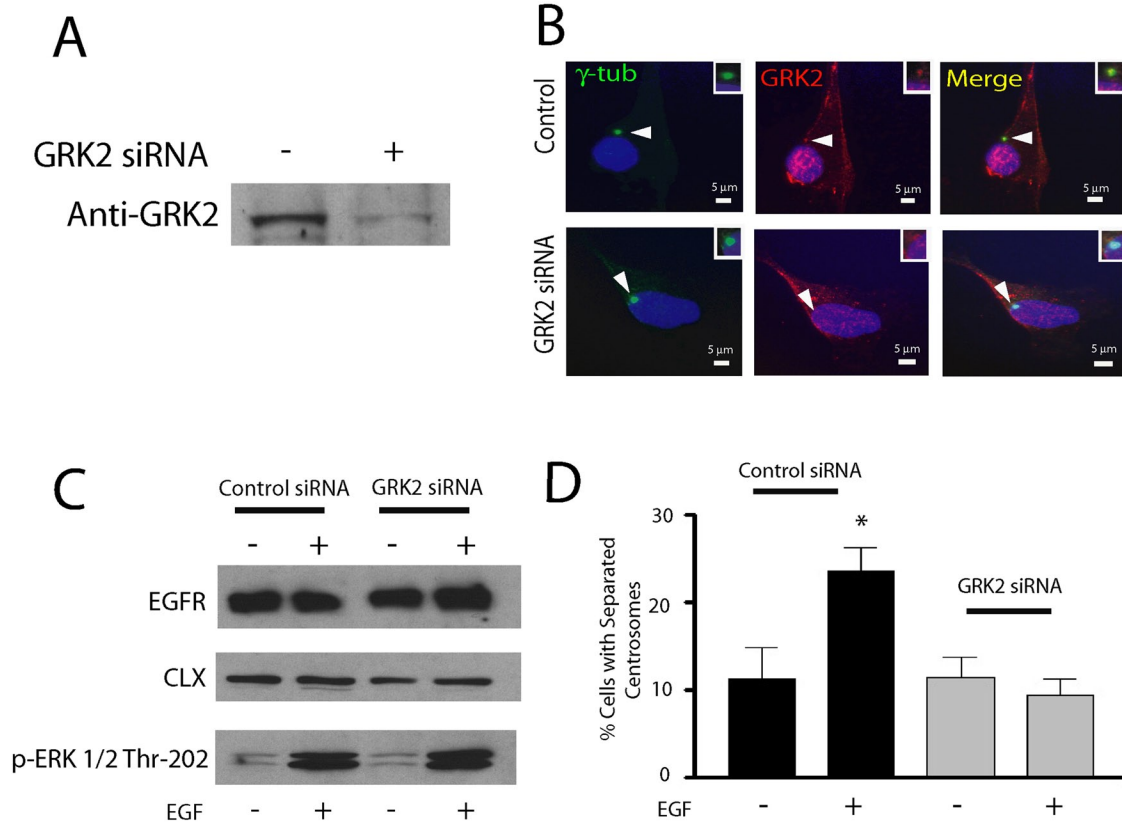 A
GRK2 siRNA - +
Anti-GRK2
B
γ-tub GRK2 Merge
Control
5 μm 5 μm 5 μm
GRK2 siRNA
5 μm 5 μm 5 μm
C
Control siRNA GRK2 siRNA
- + - +
EGFR
CLX
p-ERK 1/2 Thr-202
EGF - + - +
D
Control siRNA
*
GRK2 siRNA
% Cells with Separated
Centrosomes
30
20
10
0
EGF - + - +